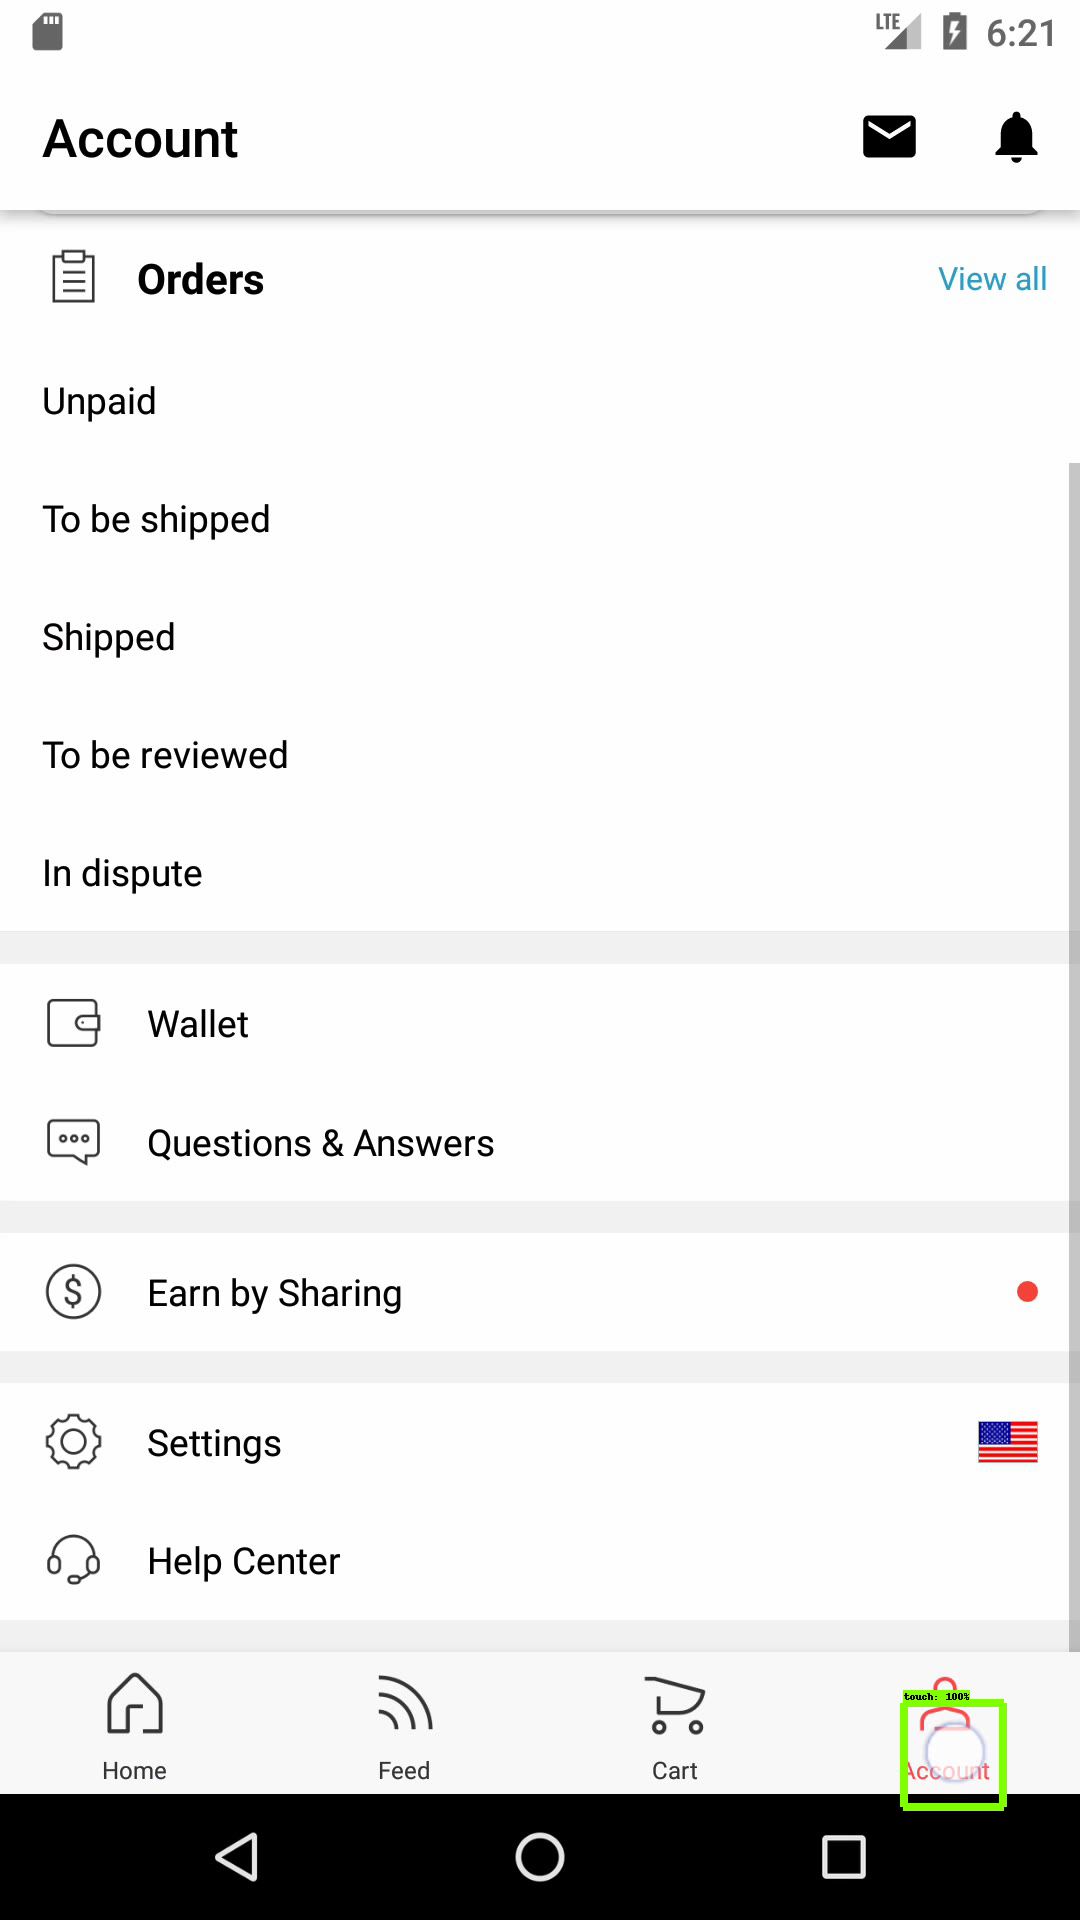 LTE 6:21
Account
Orders View all
Unpaid
To be shipped
Shipped
To be reviewed
In dispute
Wallet
Questions & Answers
Earn by Sharing
Settings
Help Center
touch: 100%
Home Feed Cart Account